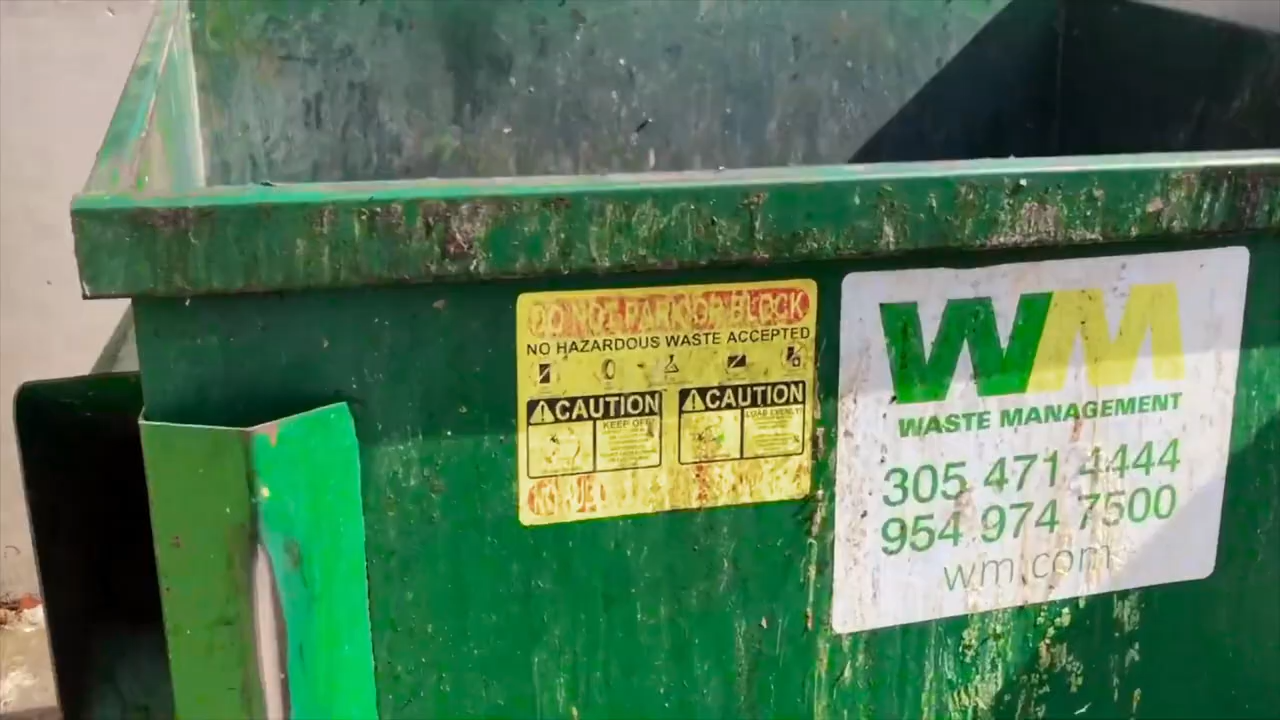 DO NOT PARK OR BLOCK
NO HAZARDOUS WASTE ACCEPTED
CAUTION
KEEP OFF!
CAUTION
LOAD EVENLY!
WM
WASTE MANAGEMENT
305 471 4444
954 974 7500
wm.com